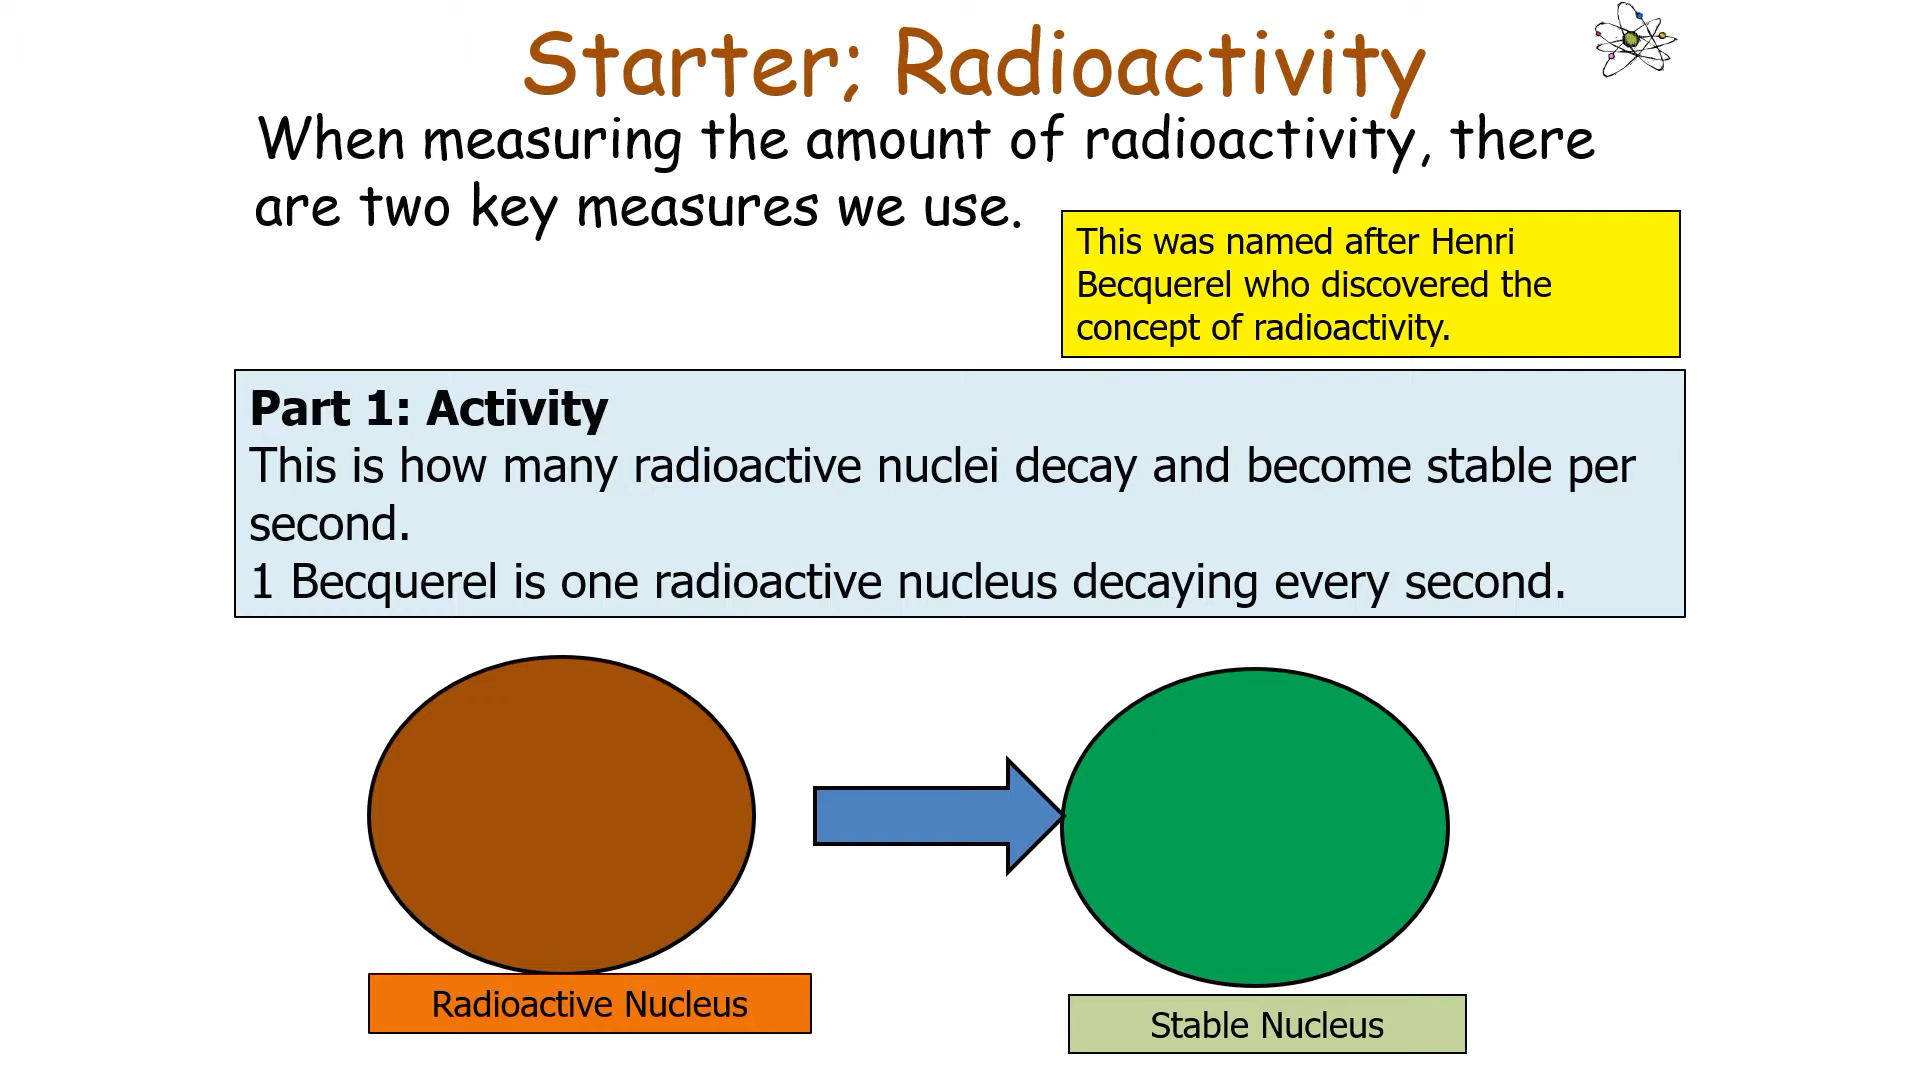 Starter; Radioactivity
When measuring the amount of radioactivity, there
are two key measures we use.
This was named after Henri
Becquerel who discovered the
concept of radioactivity.
Part 1: Activity
This is how many radioactive nuclei decay and become stable per
second.
1 Becquerel is one radioactive nucleus decaying every second.
Radioactive Nucleus
Stable Nucleus